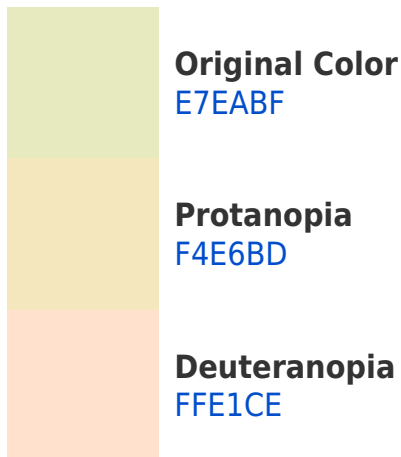 Original Color
E7EABF
Protanopia
F4E6BD
Deuteranopia
FFE1CE